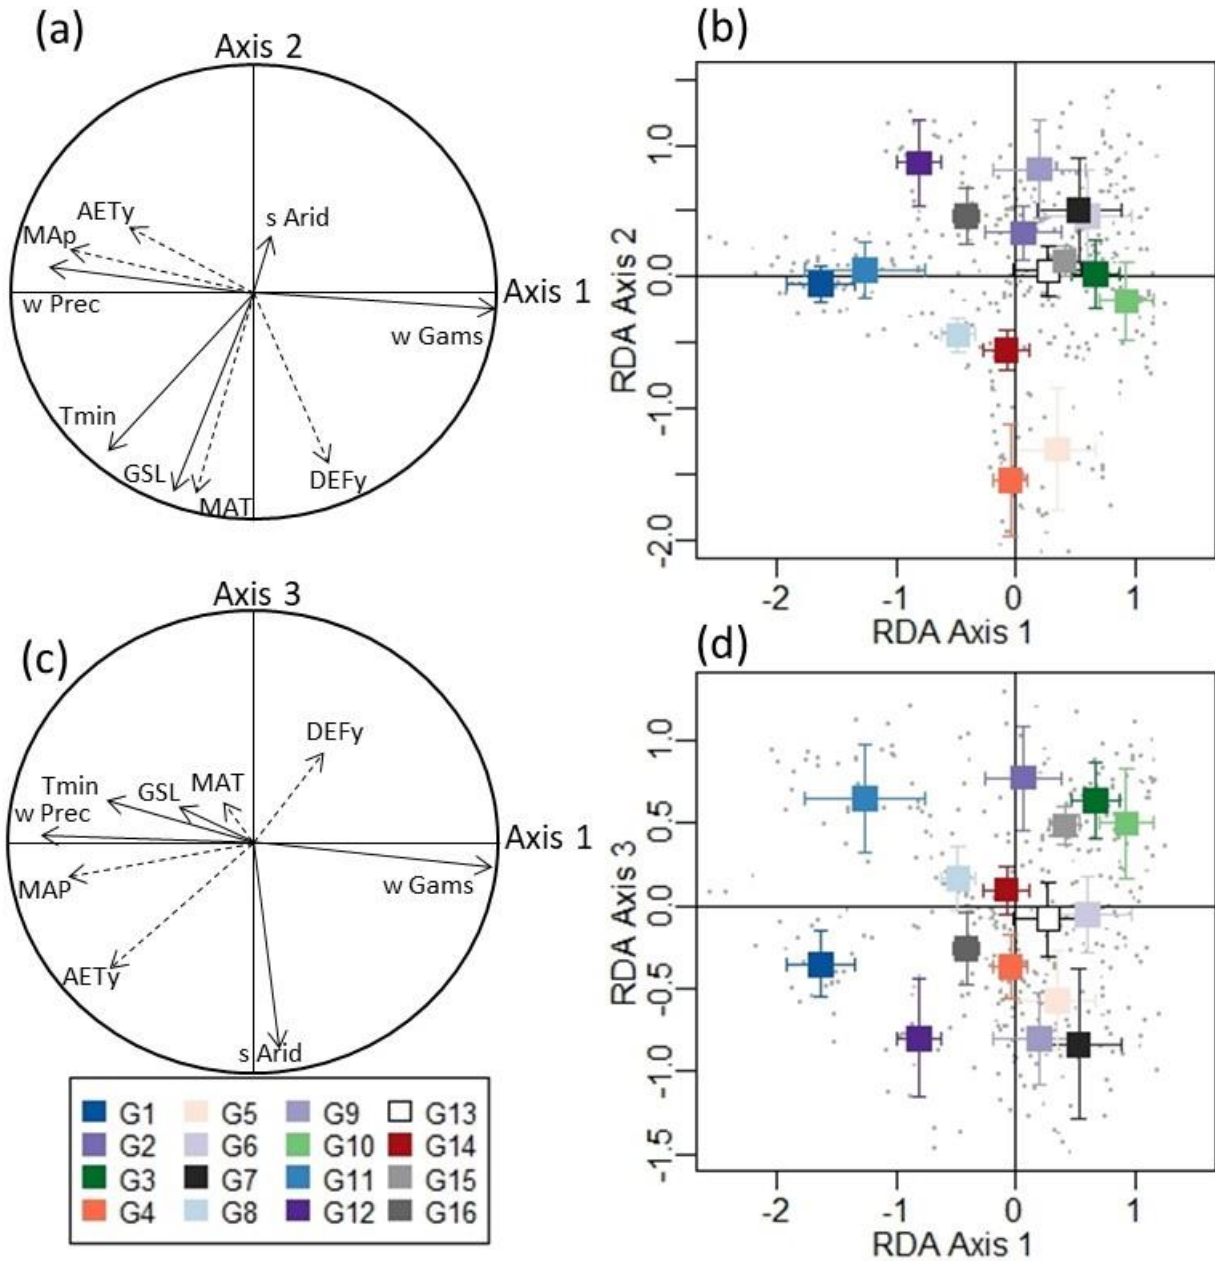 (a)
Axis 2
AETy
s Arid
MAp
w Prec
Axis 1
w Gams
Tmin
GSL
MAT
DEFy
(b)
1.0
0.0
-1.0
-2.0
RDA Axis 2
-2 -1 0 1
RDA Axis 1
(c)
Axis 3
DEFy
Tmin
GSL
MAT
w Prec
Axis 1
MAP
w Gams
AETy
s Arid
(d)
1.0
0.5
0.0
-0.5
-1.0
-1.5
RDA Axis 3
-2 -1 0 1
RDA Axis 1
G1 G5 G9 G13
G2 G6 G10 G14
G3 G7 G11 G15
G4 G8 G12 G16